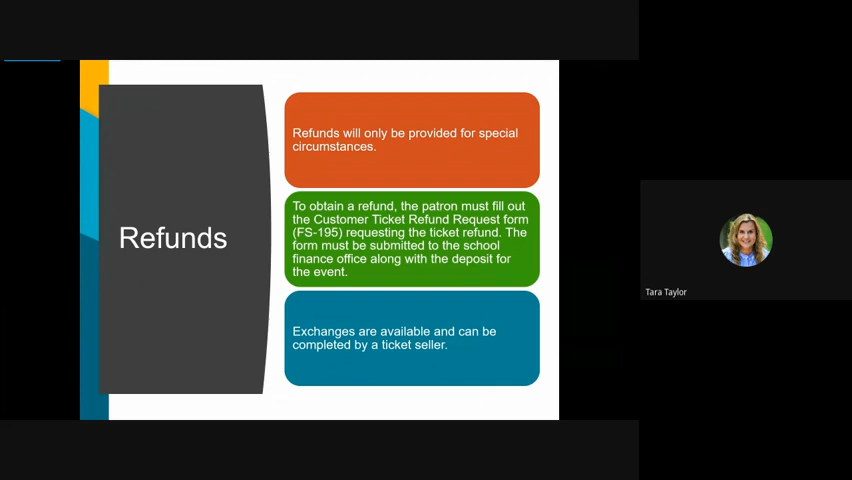 Refunds
Refunds will only be provided for special
circumstances.
To obtain a refund, the patron must fill out
the Customer Ticket Refund Request form
(FS-195) requesting the ticket refund. The
form must be submitted to the school
finance office along with the deposit for
the event.
Exchanges are available and can be
completed by a ticket seller.
Tara Taylor